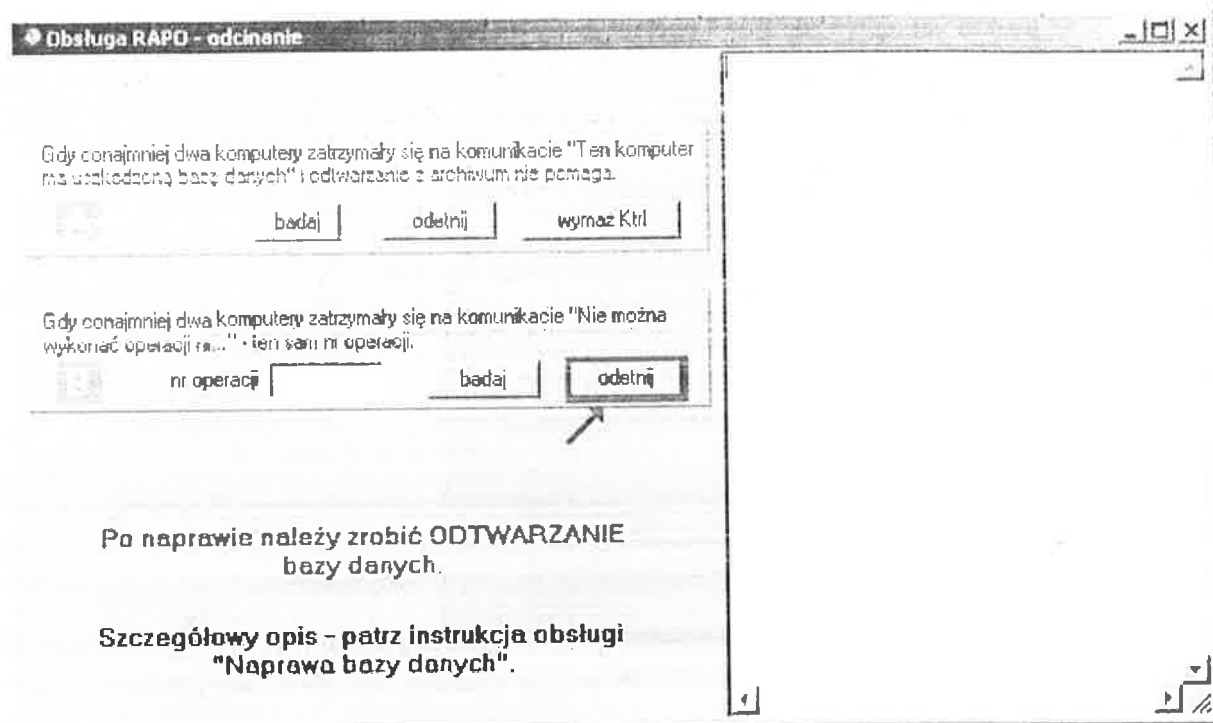 Obsługa RAPO - odcinanie
Gdy conajmniej dwa komputery zatrzymały się na komunikacie "Ten komputer
ma uszkodzoną bazę danych" i odtwarzanie z archiwum nie pomaga.
badaj odetnij wymaż Ktrl
Gdy conajmniej dwa komputery zatrzymały się na komunikacie "Nie można
wykonać operacji nr..." - ten sam nr operacji.
nr operacji badaj odetnij
Po naprawie należy zrobić ODTWARZANIE
bazy danych.
Szczegółowy opis - patrz instrukcja obsługi
"Naprawa bazy danych".